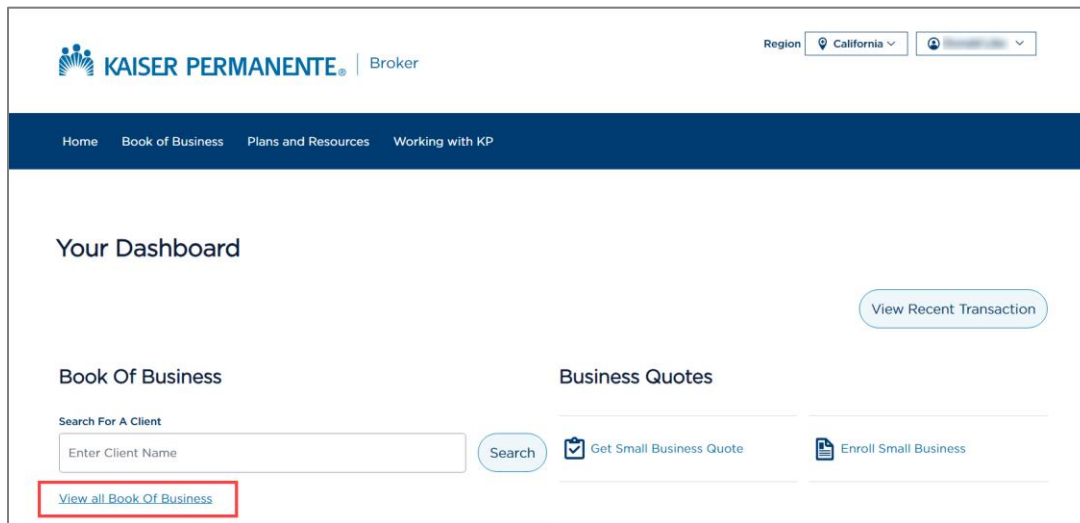 Region California
KAISER PERMANENTE® Broker
Home Book of Business Plans and Resources Working with KP
Your Dashboard
View Recent Transaction
Book Of Business
Business Quotes
Search For A Client
Enter Client Name
Search
Get Small Business Quote
Enroll Small Business
View all Book Of Business